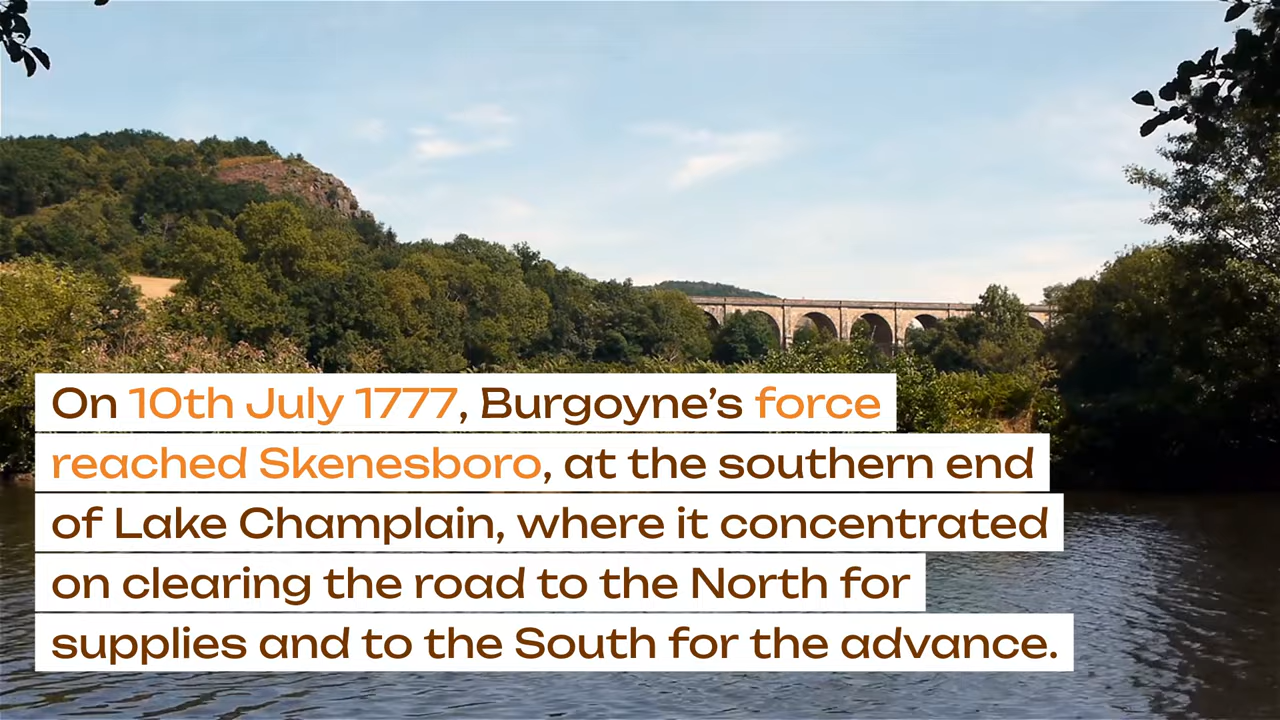 On 10th July 1777, Burgoyne’s force
reached Skenesboro, at the southern end
of Lake Champlain, where it concentrated
on clearing the road to the North for
supplies and to the South for the advance.